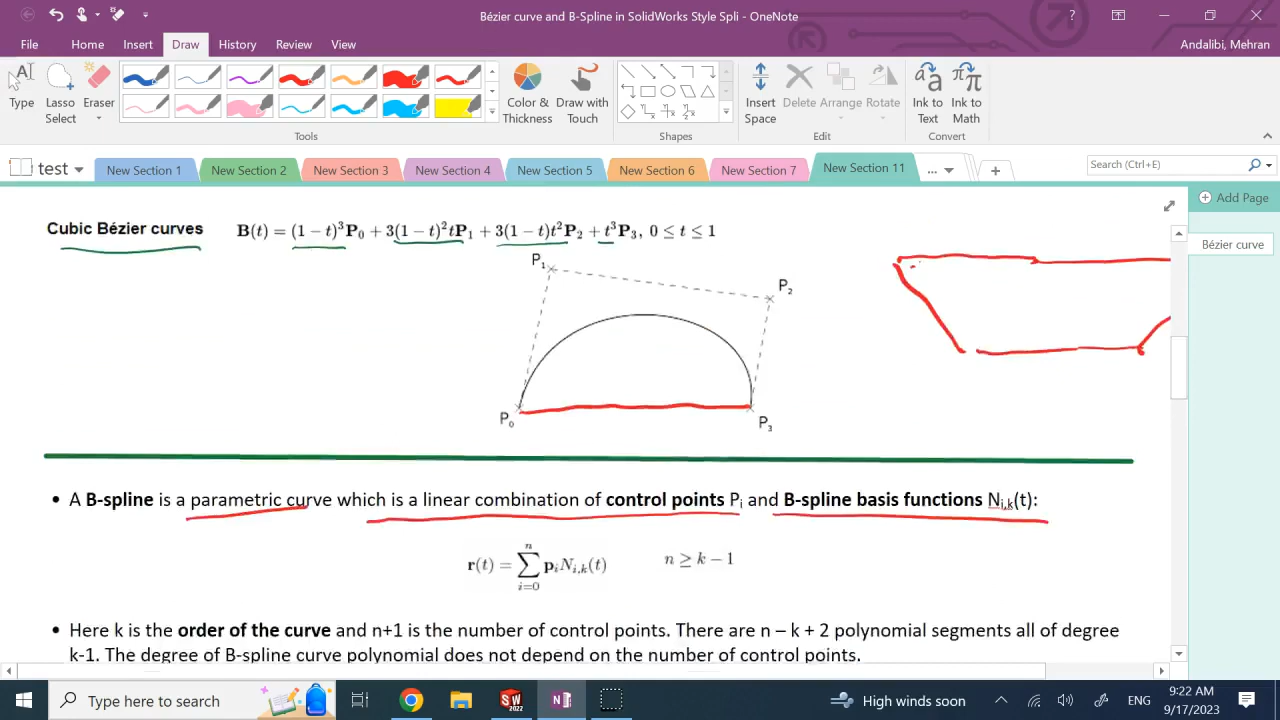 Bézier curve and B-Spline in SolidWorks Style Spli - OneNote
Andalibi, Mehran
File Home Insert Draw History Review View
Type Lasso Select Eraser Color & Thickness Draw with Touch Insert Space Delete Arrange Rotate Ink to Text Ink to Math
Tools Shapes Edit Convert
test New Section 1 New Section 2 New Section 3 New Section 4 New Section 5 New Section 6 New Section 7 New Section 11 ... Search (Ctrl+E)
Add Page
Bézier curve
Cubic Bézier curves B(t) = (1 − t)³P₀ + 3(1 − t)²tP₁ + 3(1 − t)t²P₂ + t³P₃, 0 ≤ t ≤ 1
P₁
P₂
P₀
P₃
• A B-spline is a parametric curve which is a linear combination of control points Pᵢ and B-spline basis functions Nᵢ,ₖ(t):
r(t) = ∑ⁿᵢ₌₀ pᵢNᵢ,ₖ(t) n ≥ k − 1
• Here k is the order of the curve and n+1 is the number of control points. There are n – k + 2 polynomial segments all of degree
k-1. The degree of B-spline curve polynomial does not depend on the number of control points.
Type here to search
SW 2022
High winds soon
ENG
9:22 AM
9/17/2023